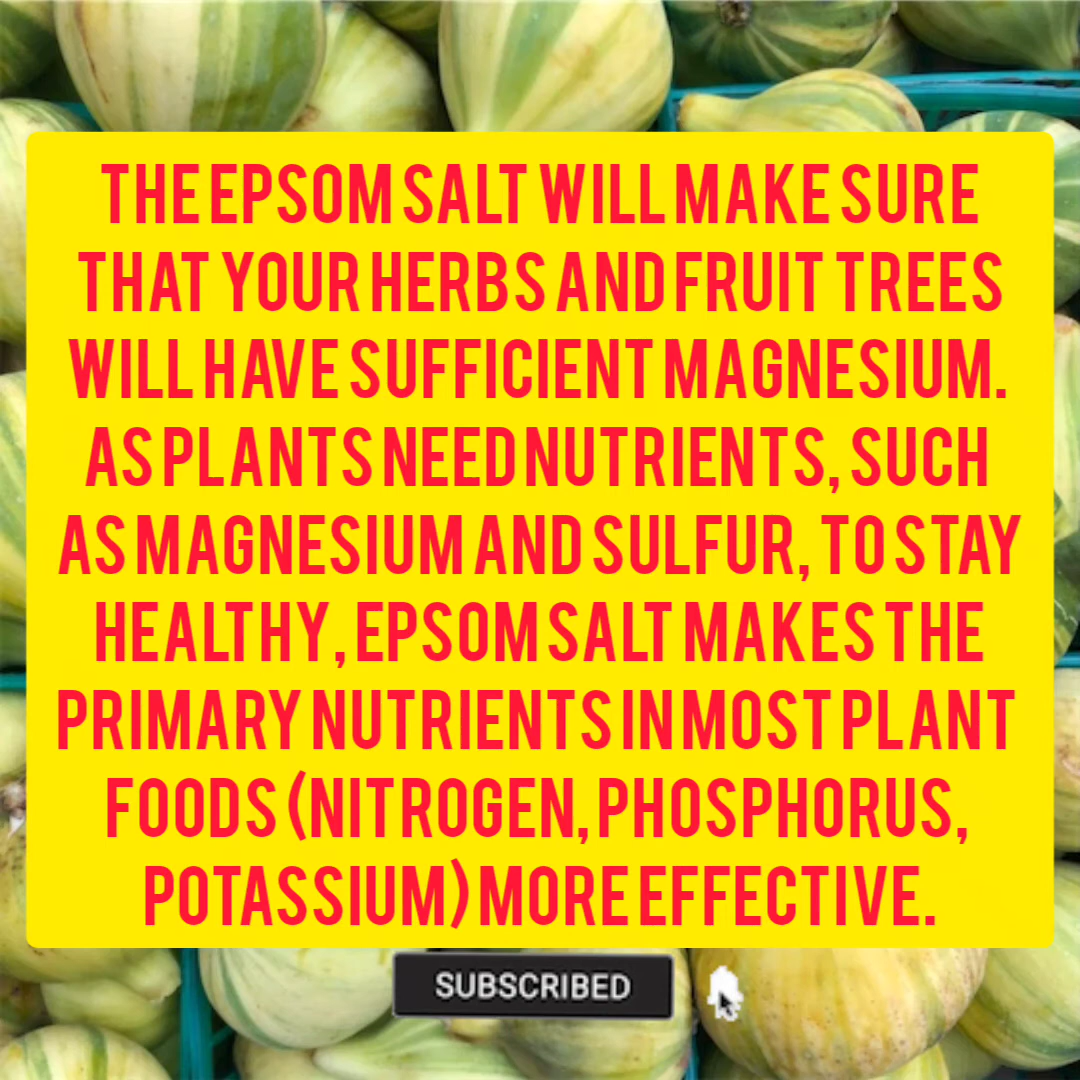 THE EPSOM SALT WILL MAKE SURE
THAT YOUR HERBS AND FRUIT TREES
WILL HAVE SUFFICIENT MAGNESIUM.
AS PLANTS NEED NUTRIENTS, SUCH
AS MAGNESIUM AND SULFUR, TO STAY
HEALTHY, EPSOM SALT MAKES THE
PRIMARY NUTRIENTS IN MOST PLANT
FOODS (NITROGEN, PHOSPHORUS,
POTASSIUM) MORE EFFECTIVE.
SUBSCRIBED